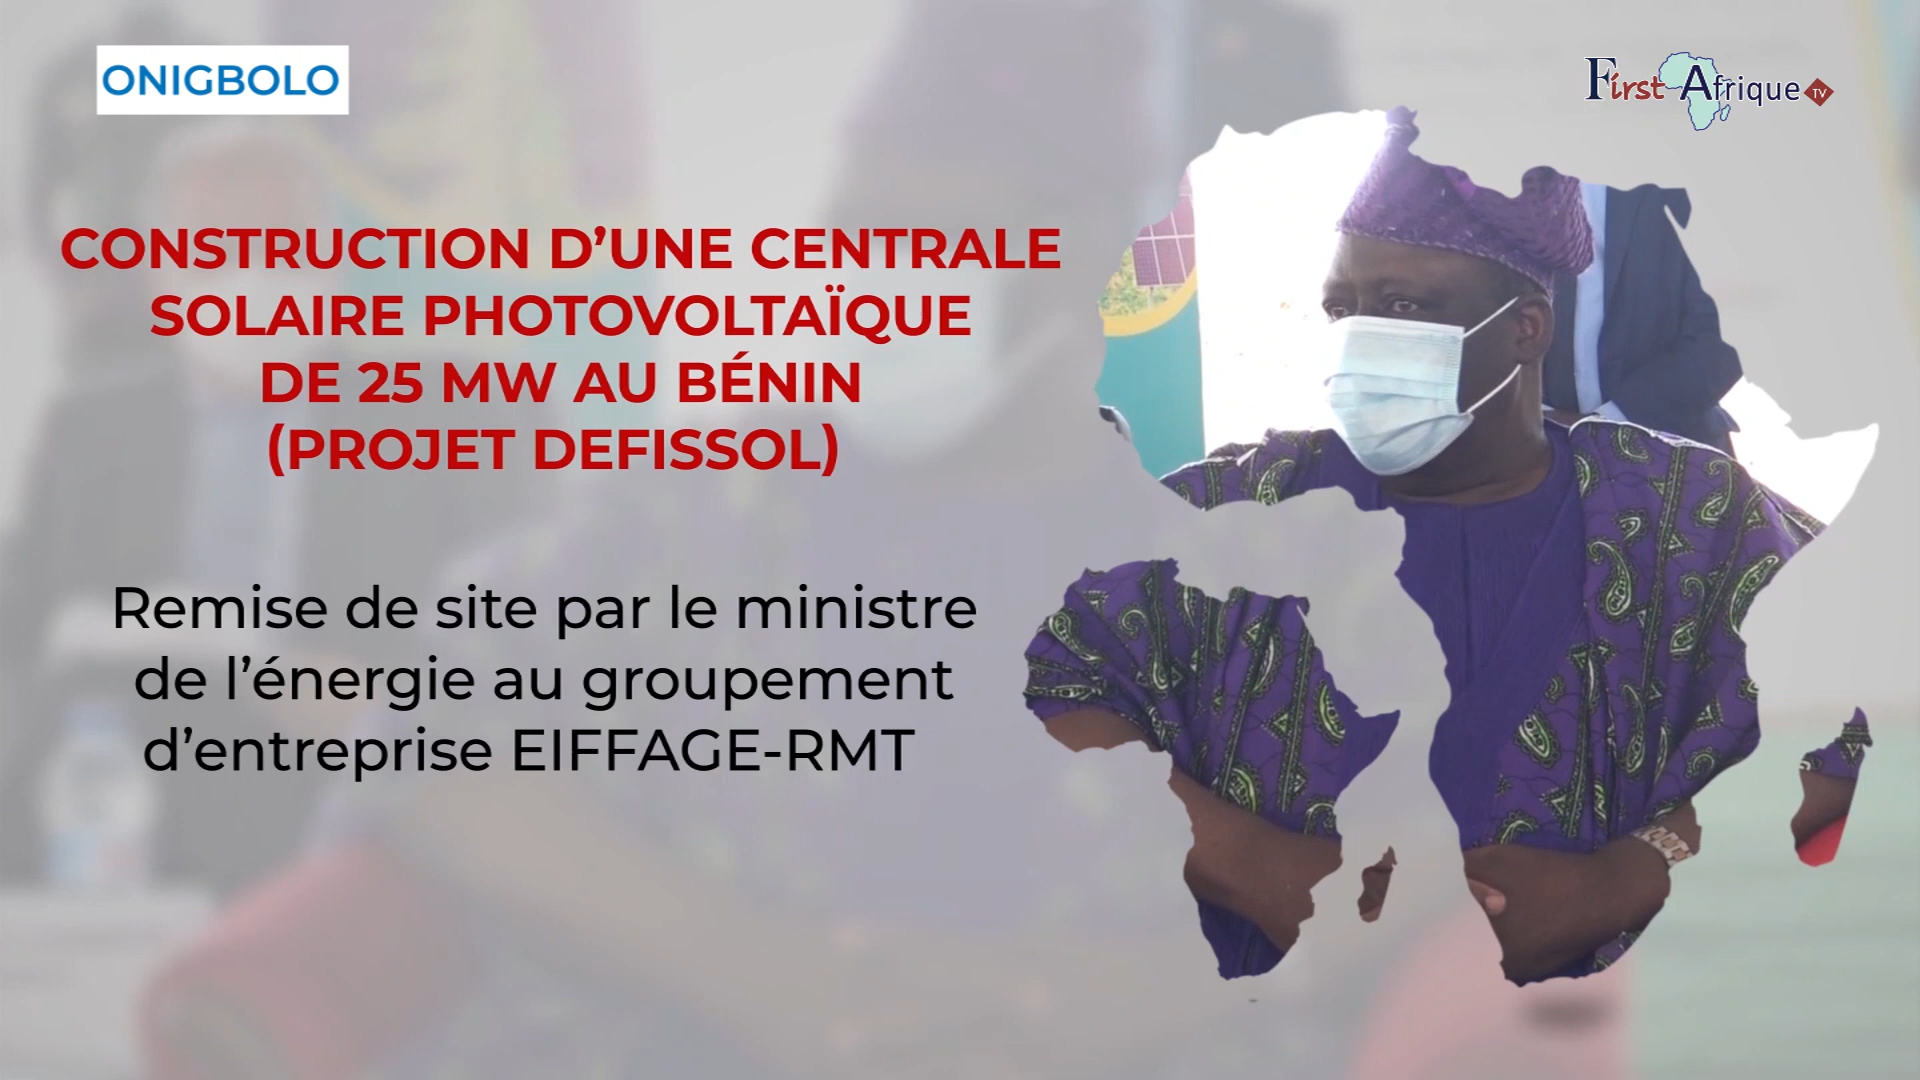 ONIGBOLO
First Afrique TV
CONSTRUCTION D’UNE CENTRALE
SOLAIRE PHOTOVOLTAÏQUE
DE 25 MW AU BÉNIN
(PROJET DEFISSOL)
Remise de site par le ministre
de l’énergie au groupement
d’entreprise EIFFAGE-RMT